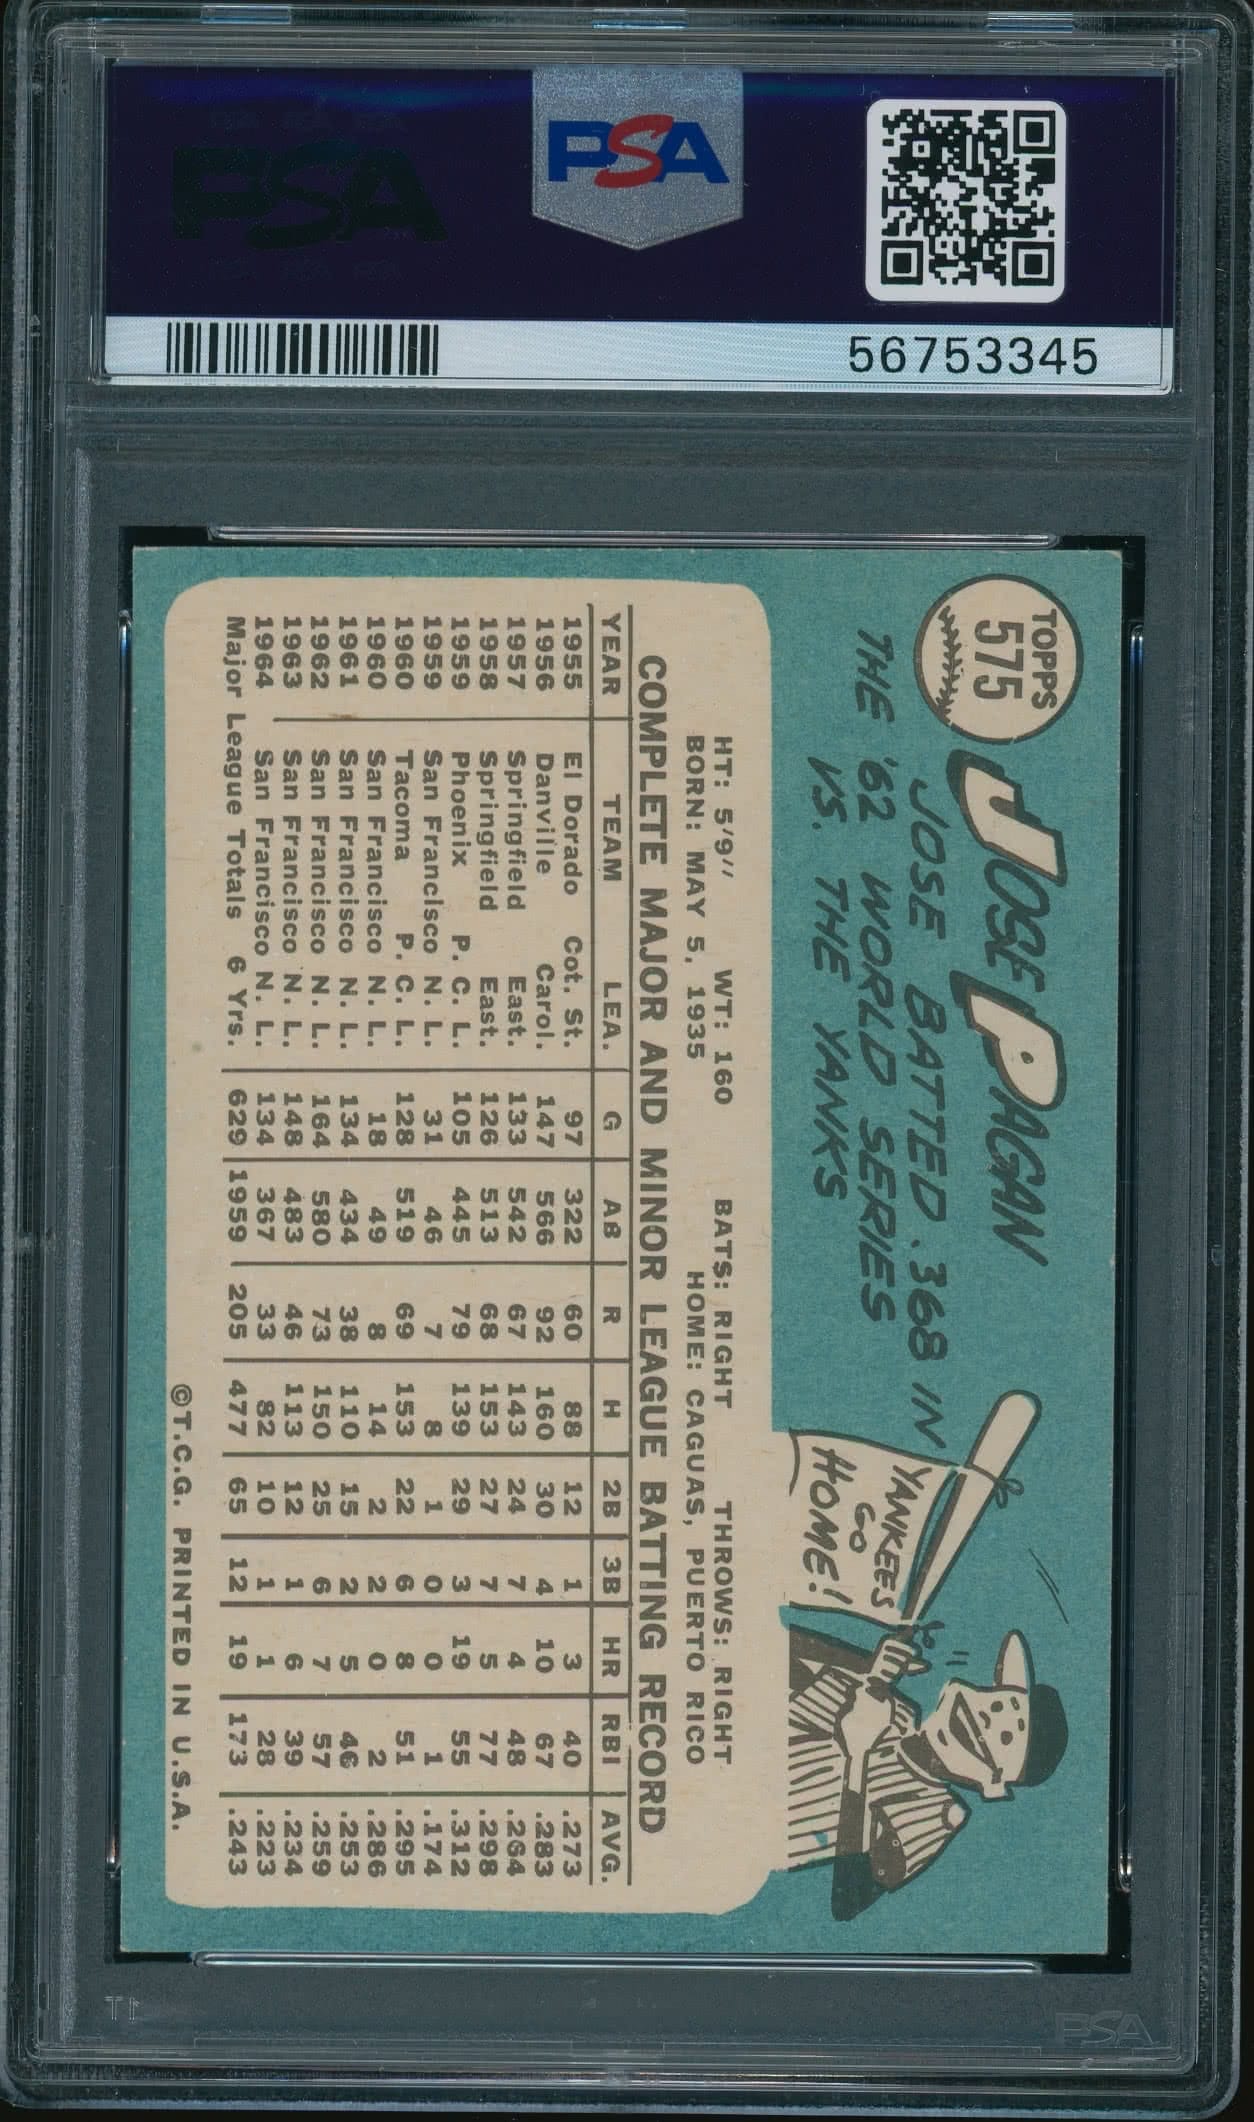 PSA
PSA
56753345
TOPPS
575
JOSE PAGAN
JOSE BATTED .368 IN
THE '62 WORLD SERIES
VS. THE YANKS
YANKEES
GO
HOME!
HT: 5'9'' WT: 160 BATS: RIGHT THROWS: RIGHT
BORN: MAY 5, 1935 HOME: CAGUAS, PUERTO RICO
COMPLETE MAJOR AND MINOR LEAGUE BATTING RECORD
YEAR TEAM LEA. G AB R H 2B 3B HR RBI AVG.
1955 El Dorado Cot. St. 97 322 60 88 12 1 3 40 .273
1956 Danville Carol. 147 566 92 160 30 4 10 67 .283
1957 Springfield East. 133 542 67 143 24 7 4 48 .264
1958 Springfield East. 126 513 68 153 27 7 5 77 .298
1959 Phoenix P. C. L. 105 445 79 139 29 3 19 55 .312
1959 San Francisco N. L. 31 46 7 8 1 0 0 1 .174
1960 Tacoma P. C. L. 128 519 69 153 22 6 8 51 .295
1960 San Francisco N. L. 18 49 8 14 2 2 0 2 .286
1961 San Francisco N. L. 134 434 38 110 15 2 5 46 .253
1962 San Francisco N. L. 164 580 73 150 25 6 7 57 .259
1963 San Francisco N. L. 148 483 46 113 12 1 6 39 .234
1964 San Francisco N. L. 134 367 33 82 10 1 1 28 .223
Major League Totals 6 Yrs. 629 1959 205 477 65 12 19 173 .243
©T.C.G. PRINTED IN U.S.A.
PSA